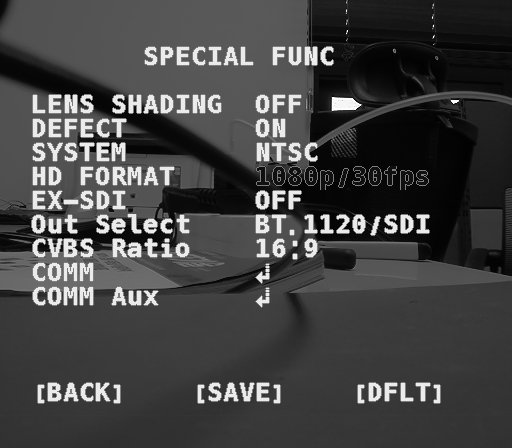 SPECIAL FUNC
LENS SHADING OFF
DEFECT ON
SYSTEM NTSC
HD FORMAT 1080p/30fps
EX-SDI OFF
Out Select BT.1120/SDI
CVBS Ratio 16:9
COMM ↲
COMM Aux ↲
[BACK] [SAVE] [DFLT]